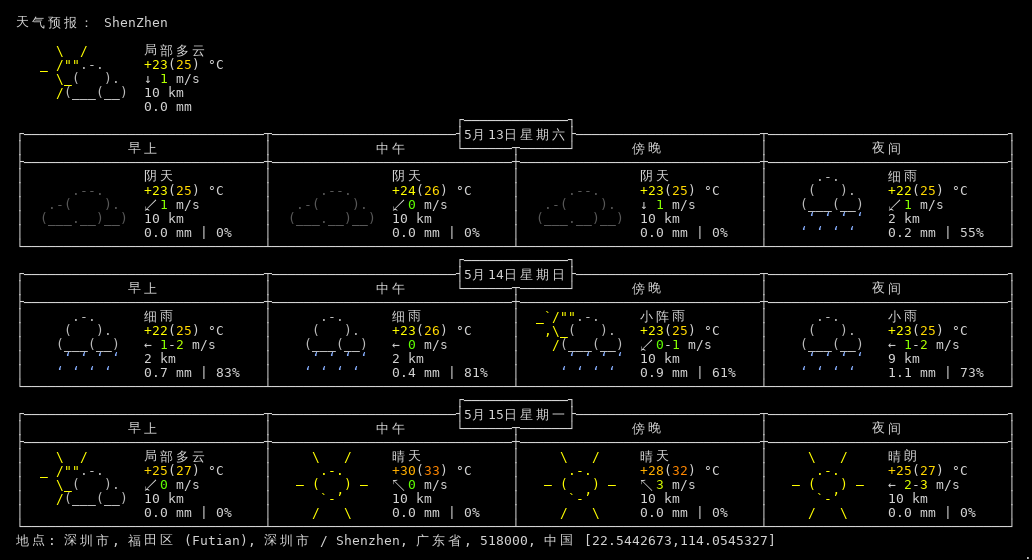 天气预报： ShenZhen
局部多云
+23(25) °C
↓ 1 m/s
10 km
0.0 mm
5月13日星期六
早上 中午 傍晚 夜间
阴天 阴天 阴天 细雨
+23(25) °C +24(26) °C +23(25) °C +22(25) °C
↙ 1 m/s ↙ 0 m/s ↓ 1 m/s ↙ 1 m/s
10 km 10 km 10 km 2 km
0.0 mm | 0% 0.0 mm | 0% 0.0 mm | 0% 0.2 mm | 55%
5月14日星期日
早上 中午 傍晚 夜间
细雨 细雨 小阵雨 小雨
+22(25) °C +23(26) °C +23(25) °C +23(25) °C
← 1-2 m/s ← 0 m/s ↙ 0-1 m/s ← 1-2 m/s
2 km 2 km 10 km 9 km
0.7 mm | 83% 0.4 mm | 81% 0.9 mm | 61% 1.1 mm | 73%
5月15日星期一
早上 中午 傍晚 夜间
局部多云 晴天 晴天 晴朗
+25(27) °C +30(33) °C +28(32) °C +25(27) °C
↙ 0 m/s ↖ 0 m/s ↖ 3 m/s ← 2-3 m/s
10 km 10 km 10 km 10 km
0.0 mm | 0% 0.0 mm | 0% 0.0 mm | 0% 0.0 mm | 0%
地点: 深圳市, 福田区 (Futian), 深圳市 / Shenzhen, 广东省, 518000, 中国 [22.5442673,114.0545327]